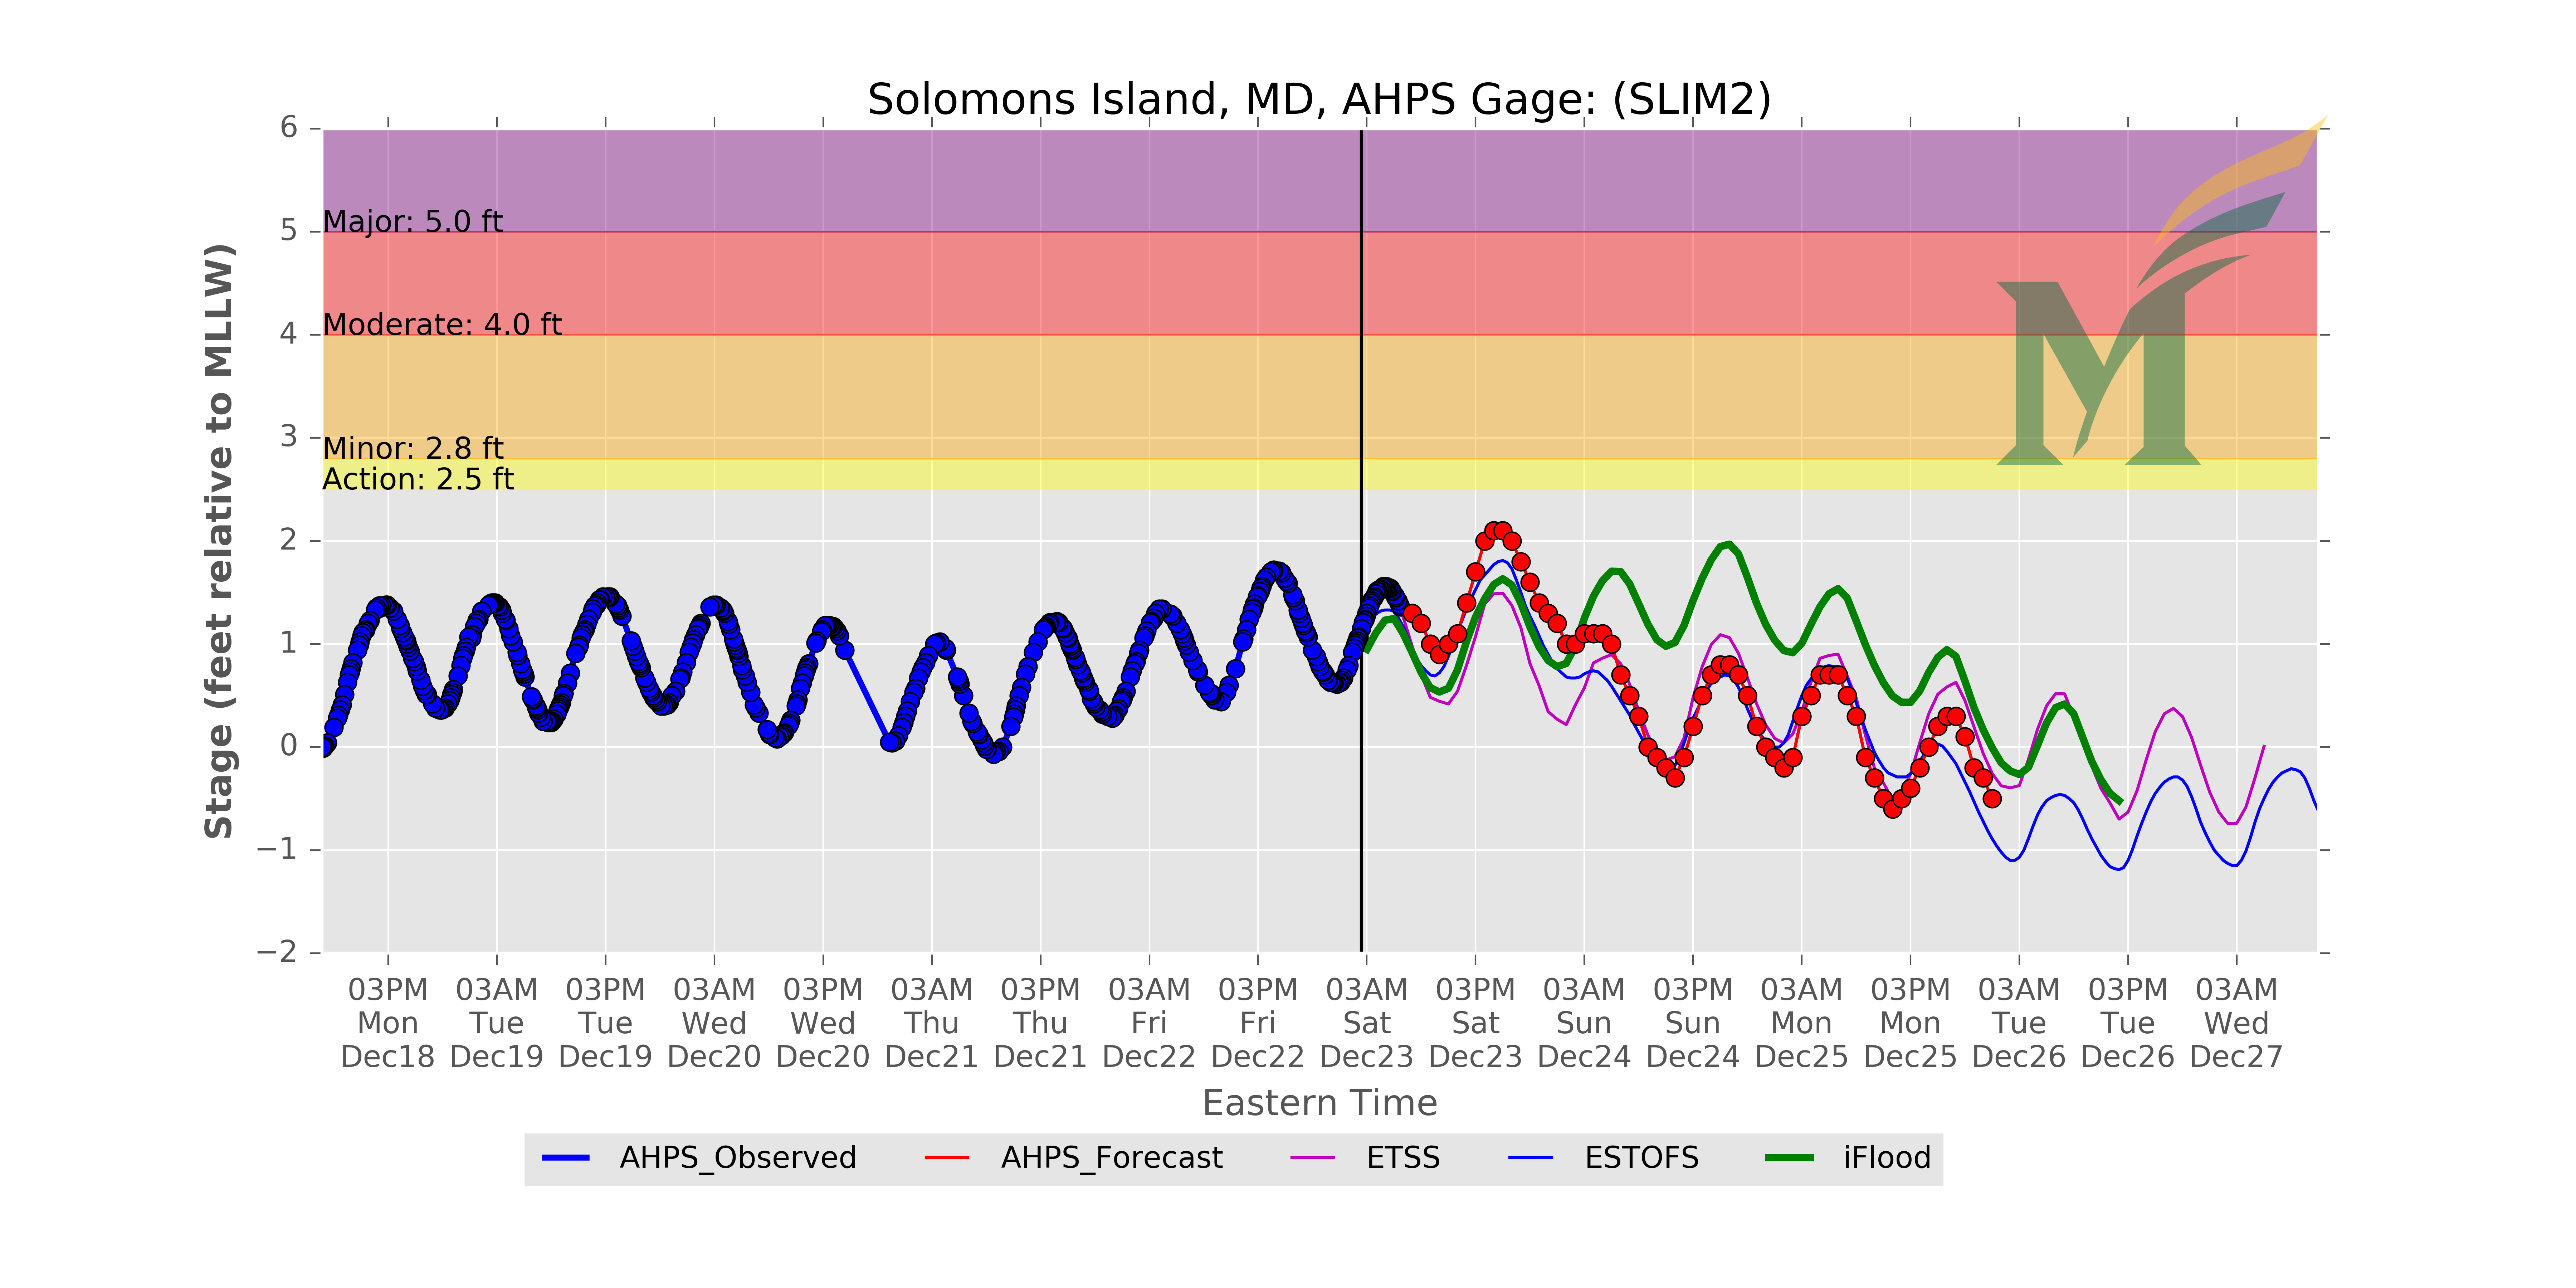 Solomons Island, MD, AHPS Gage: (SLIM2)
Stage (feet relative to MLLW)
6
5
4
3
2
1
0
−1
−2
Major: 5.0 ft
Moderate: 4.0 ft
Minor: 2.8 ft
Action: 2.5 ft
M
03PM 03AM 03PM 03AM 03PM 03AM 03PM 03AM 03PM 03AM 03PM 03AM 03PM 03AM 03PM 03AM 03PM 03AM
Mon Tue Tue Wed Wed Thu Thu Fri Fri Sat Sat Sun Sun Mon Mon Tue Tue Wed
Dec18 Dec19 Dec19 Dec20 Dec20 Dec21 Dec21 Dec22 Dec22 Dec23 Dec23 Dec24 Dec24 Dec25 Dec25 Dec26 Dec26 Dec27
Eastern Time
AHPS_Observed AHPS_Forecast ETSS ESTOFS iFlood